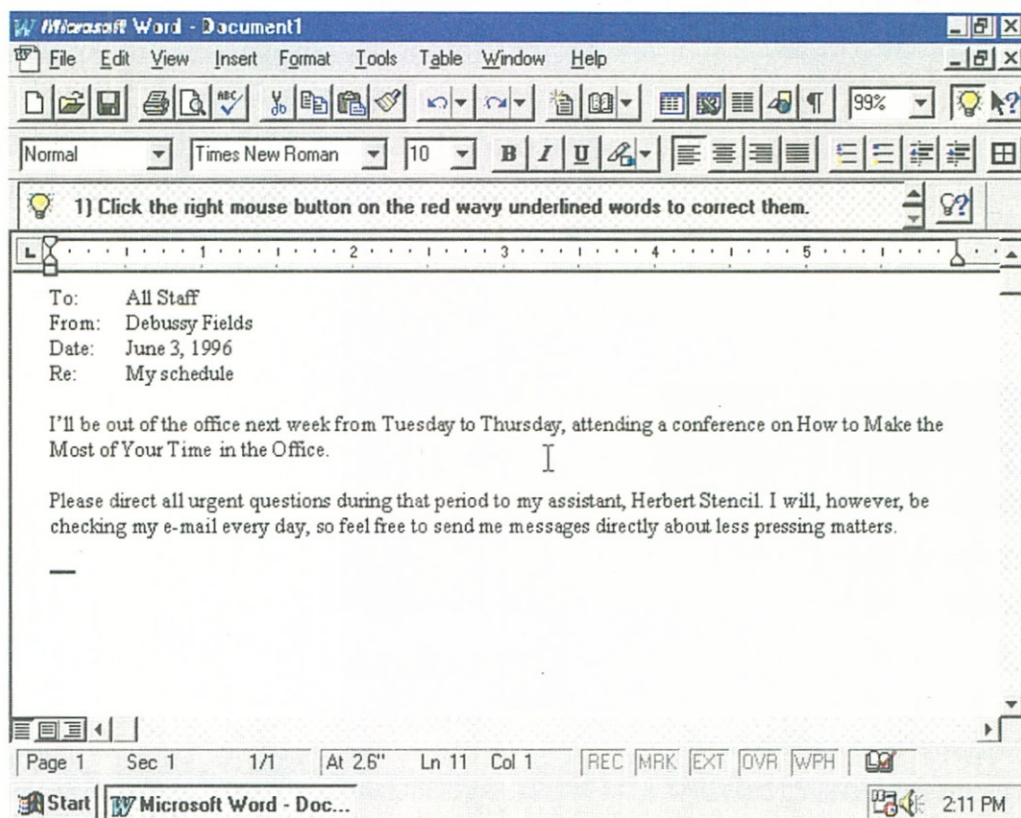 Microsoft Word - Document1
File Edit View Insert Format Tools Table Window Help
ABC 99%
Normal Times New Roman 10 B I U
1) Click the right mouse button on the red wavy underlined words to correct them.
1 2 3 4 5
To: All Staff
From: Debussy Fields
Date: June 3, 1996
Re: My schedule
I'll be out of the office next week from Tuesday to Thursday, attending a conference on How to Make the
Most of Your Time in the Office.
Please direct all urgent questions during that period to my assistant, Herbert Stencil. I will, however, be
checking my e-mail every day, so feel free to send me messages directly about less pressing matters.
Page 1 Sec 1 1/1 At 2.6" Ln 11 Col 1 REC MRK EXT OVR WPH
Start Microsoft Word - Doc... 2:11 PM